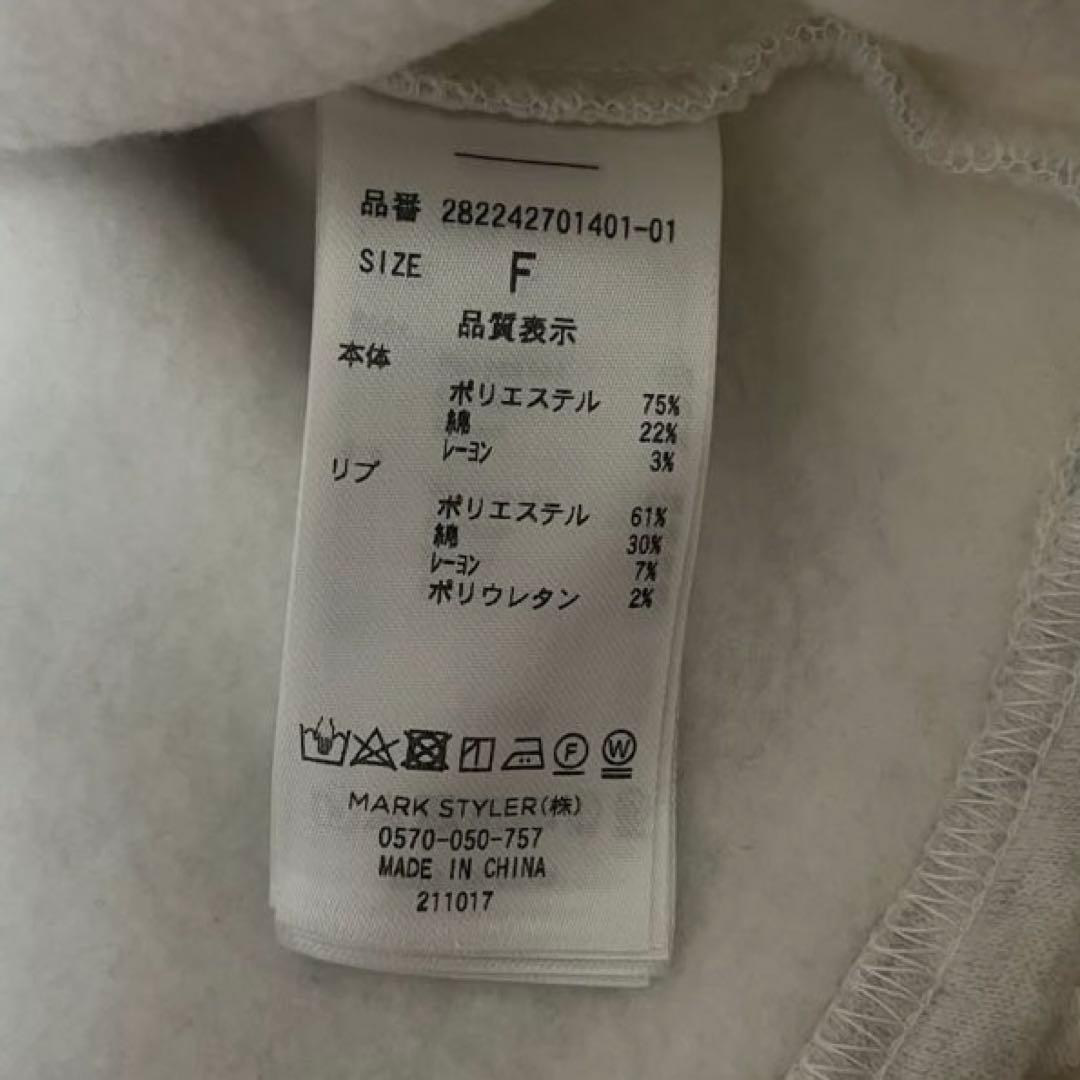 品番 282242701401-01
SIZE F
品質表示
本体
ポリエステル 75%
綿 22%
レーヨン 3%
リブ
ポリエステル 61%
綿 30%
レーヨン 7%
ポリウレタン 2%
F W
MARK STYLER(株)
0570-050-757
MADE IN CHINA
211017